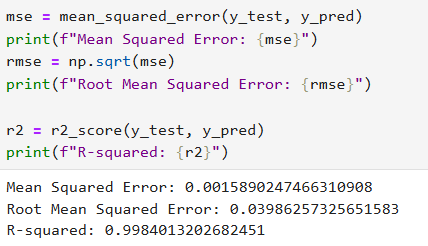 mse = mean_squared_error(y_test, y_pred)
print(f"Mean Squared Error: {mse}")
rmse = np.sqrt(mse)
print(f"Root Mean Squared Error: {rmse}")
r2 = r2_score(y_test, y_pred)
print(f"R-squared: {r2}")
Mean Squared Error: 0.0015890247466310908
Root Mean Squared Error: 0.03986257325651583
R-squared: 0.9984013202682451